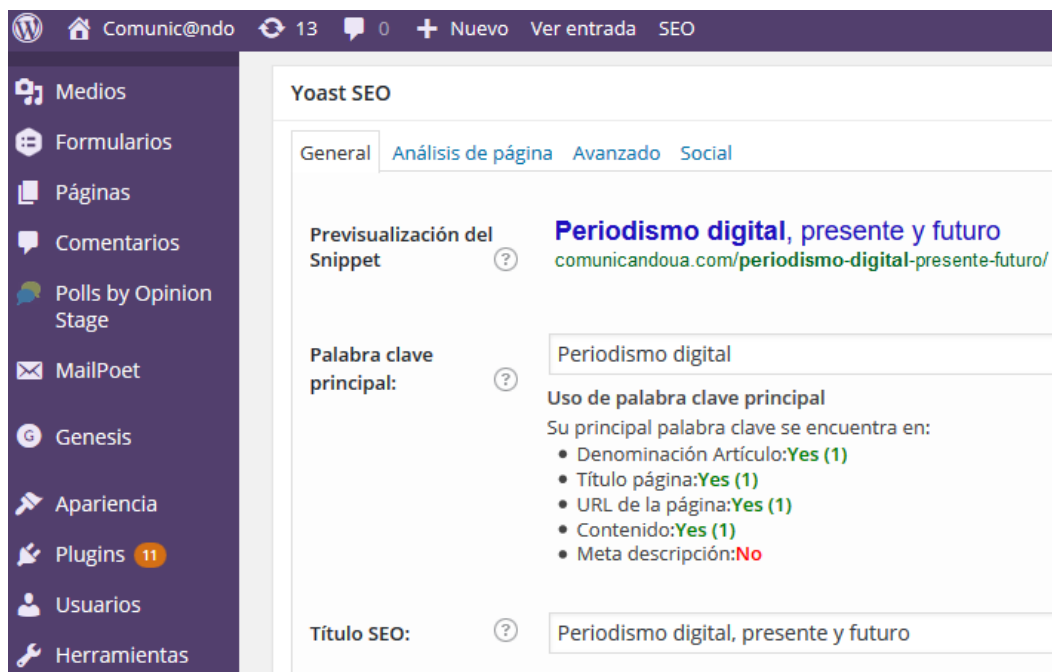 Comunic@ndo 13 0 + Nuevo Ver entrada SEO
Medios
Formularios
Páginas
Comentarios
Polls by Opinion
Stage
MailPoet
G Genesis
Apariencia
Plugins 11
Usuarios
Herramientas
Yoast SEO
General Análisis de página Avanzado Social
Previsualización del
Snippet ?
Periodismo digital, presente y futuro
comunicandoua.com/periodismo-digital-presente-futuro/
Palabra clave
principal: ?
Periodismo digital
Uso de palabra clave principal
Su principal palabra clave se encuentra en:
• Denominación Artículo:Yes (1)
• Título página:Yes (1)
• URL de la página:Yes (1)
• Contenido:Yes (1)
• Meta descripción:No
Título SEO: ?
Periodismo digital, presente y futuro